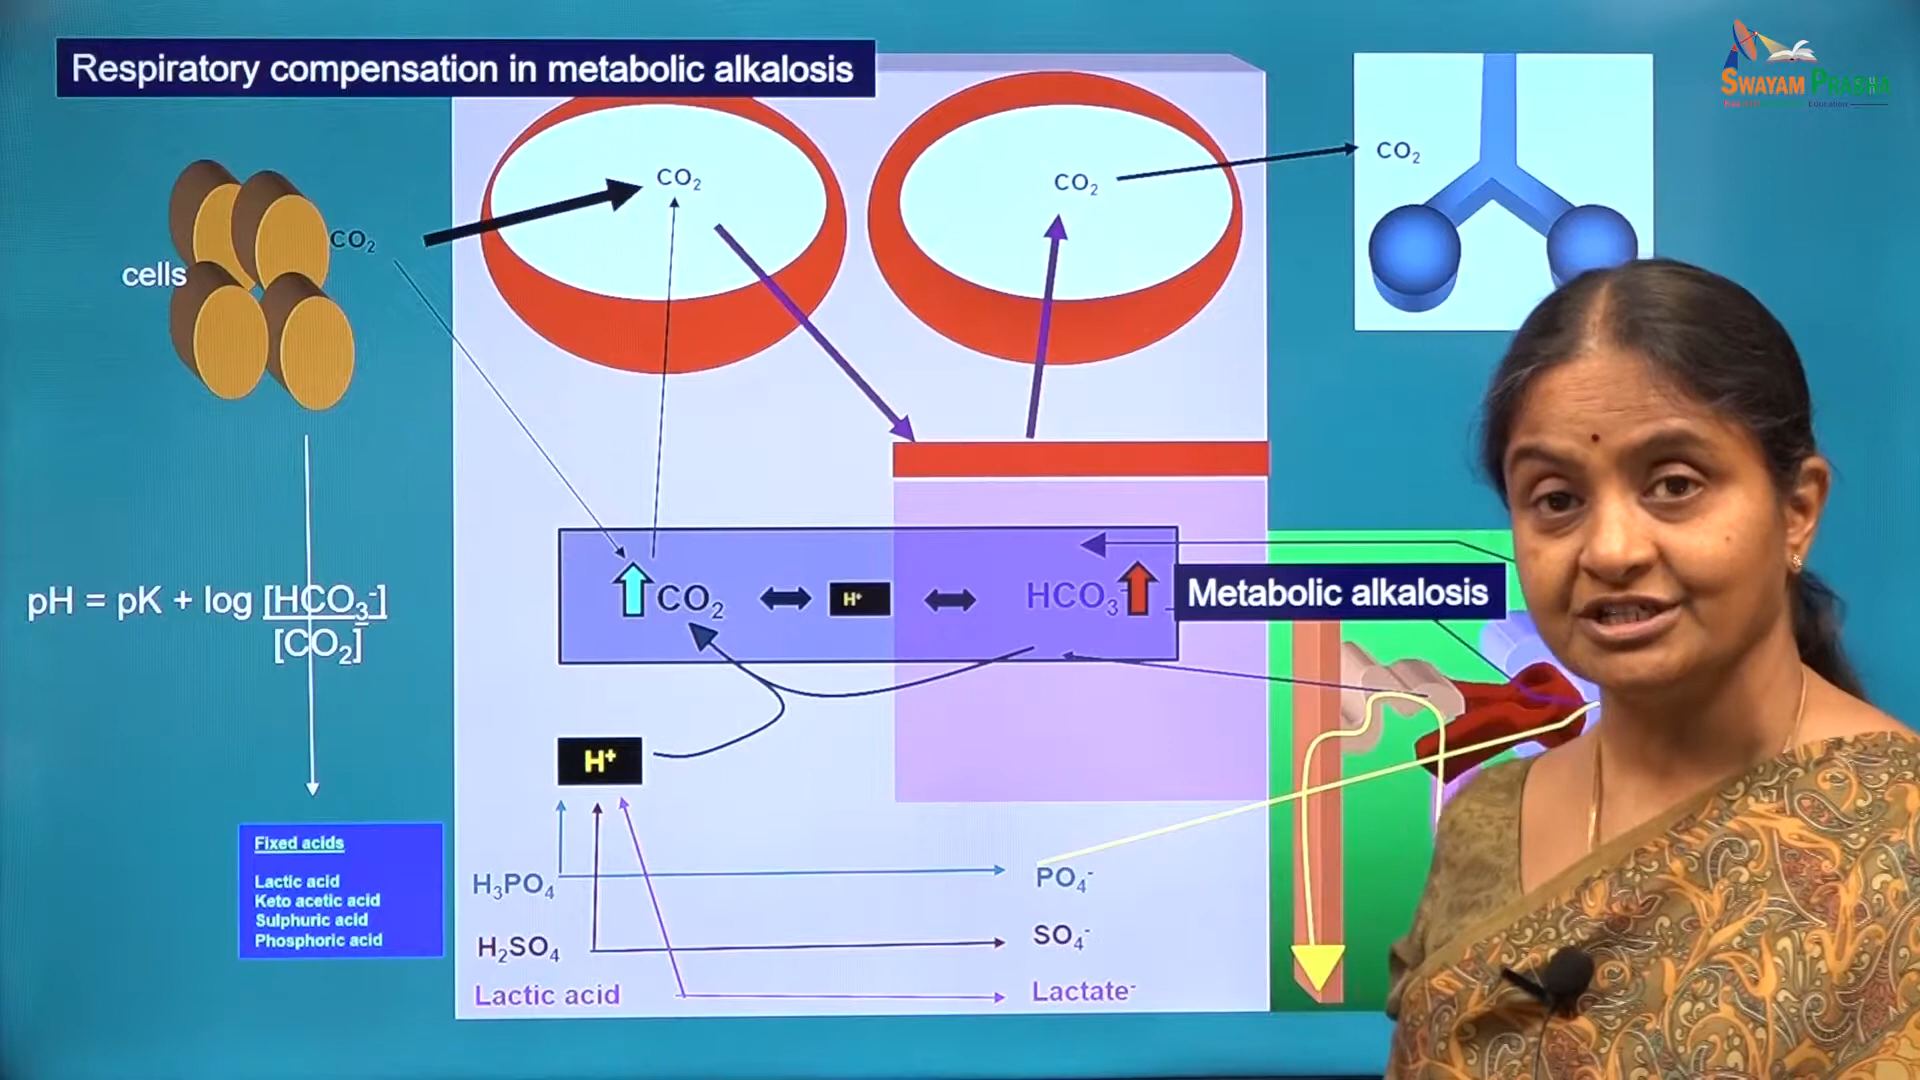 Respiratory compensation in metabolic alkalosis
SWAYAM PRABHA
CO₂
CO₂
CO₂
CO₂
cells
pH = pK + log [HCO₃⁻]
[CO₂]
CO₂
H⁺
HCO₃⁻
Metabolic alkalosis
H⁺
Fixed acids
Lactic acid
Keto acetic acid
Sulphuric acid
Phosphoric acid
H₃PO₄
PO₄⁻
H₂SO₄
SO₄⁻
Lactic acid
Lactate⁻